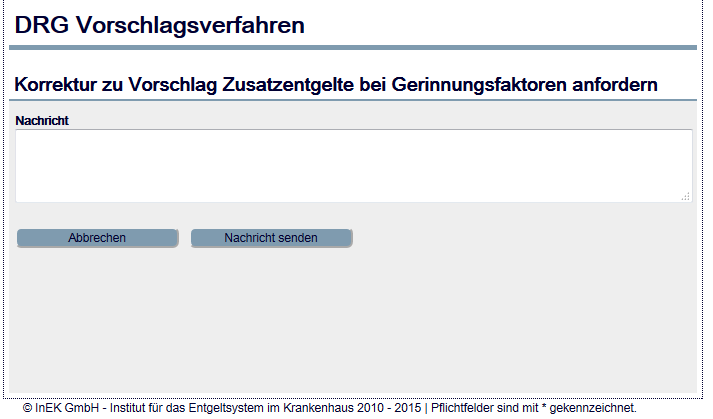 DRG Vorschlagsverfahren
Korrektur zu Vorschlag Zusatzentgelte bei Gerinnungsfaktoren anfordern
Nachricht
Abbrechen Nachricht senden
© InEK GmbH - Institut für das Entgeltsystem im Krankenhaus 2010 - 2015 | Pflichtfelder sind mit * gekennzeichnet.